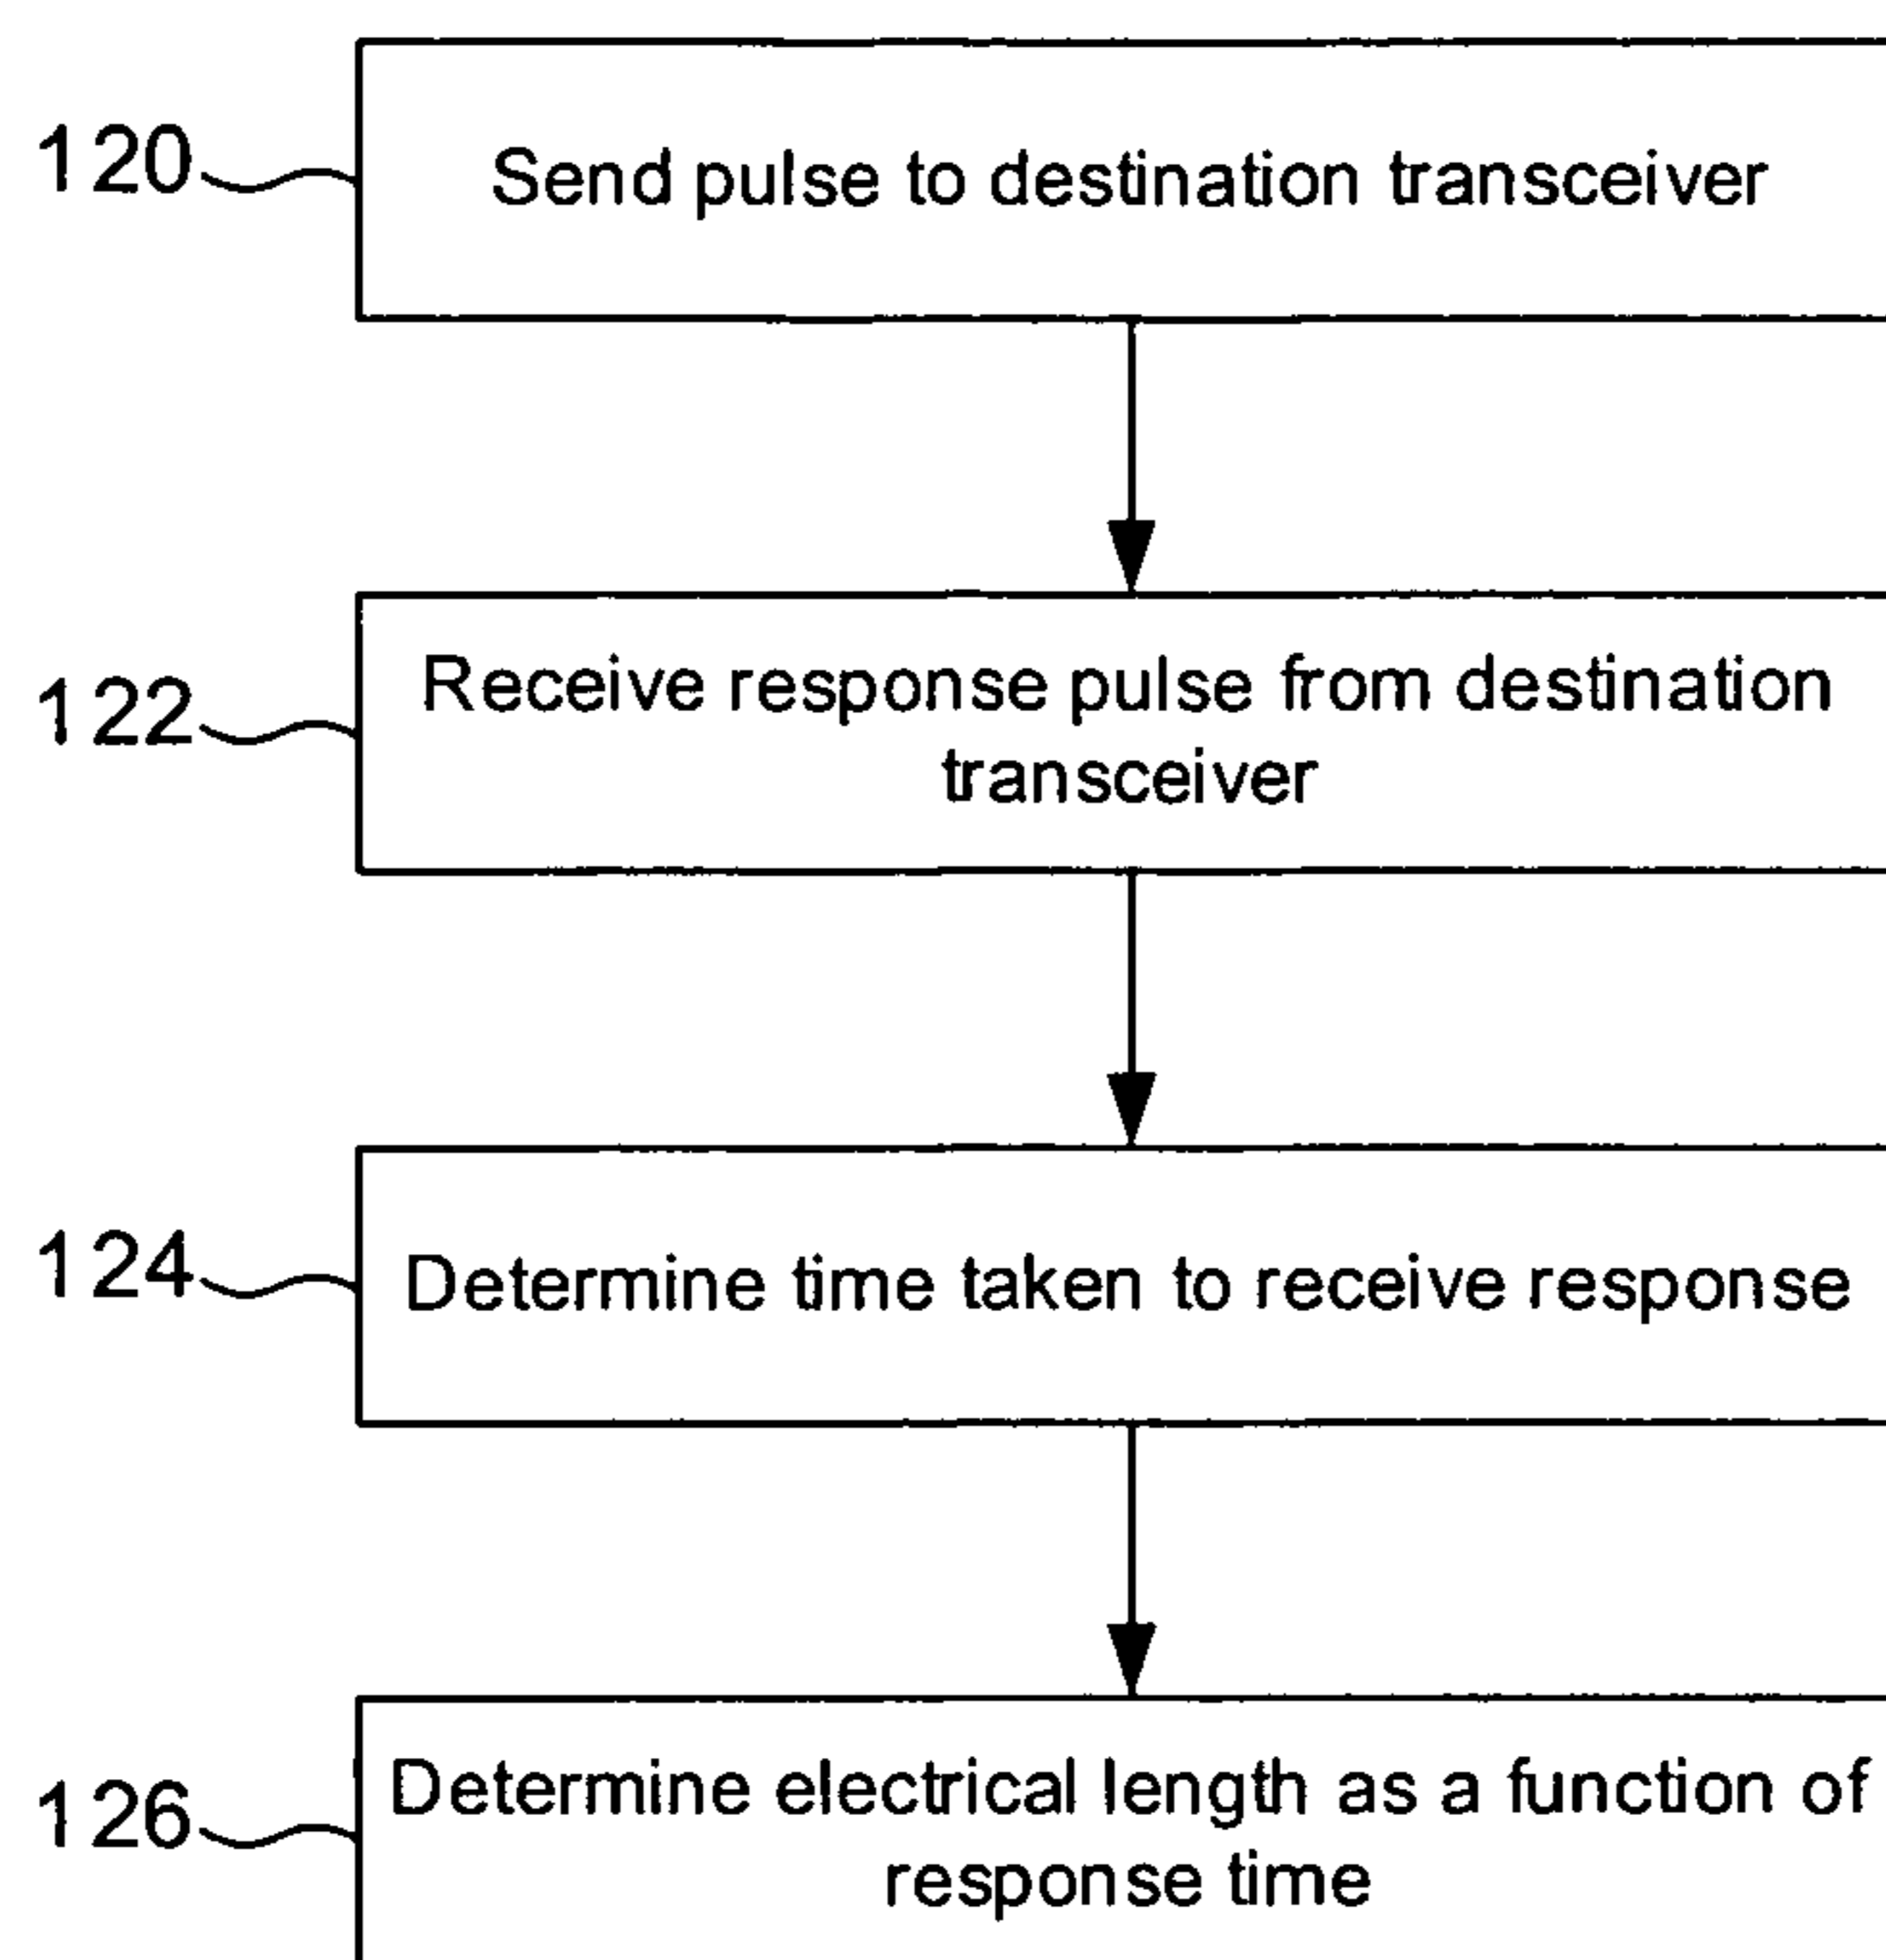 120
Send pulse to destination transceiver
122
Receive response pulse from destination
transceiver
124
Determine time taken to receive response
126
Determine electrical length as a function of
response time